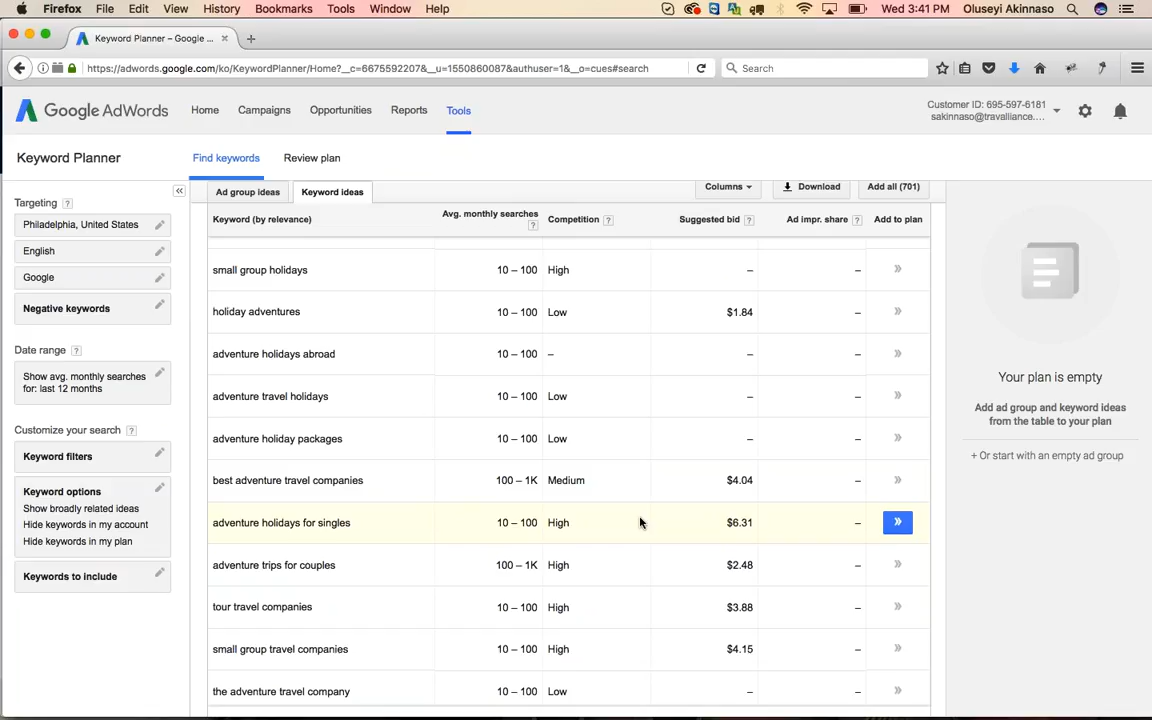 Firefox File Edit View History Bookmarks Tools Window Help Wed 3:41 PM Oluseyi Akinnaso
Keyword Planner – Google ...
https://adwords.google.com/ko/KeywordPlanner/Home?__c=6675592207&__u=1550860087&authuser=1&__o=cues#search Search
Google AdWords Home Campaigns Opportunities Reports Tools
Customer ID: 695-597-6181
sakinnaso@travalliance....
Keyword Planner Find keywords Review plan
Targeting ?
Philadelphia, United States
English
Google
Negative keywords
Date range ?
Show avg. monthly searches
for: last 12 months
Customize your search ?
Keyword filters
Keyword options
Show broadly related ideas
Hide keywords in my account
Hide keywords in my plan
Keywords to include
Ad group ideas Keyword ideas Columns Download Add all (701)
Keyword (by relevance) Avg. monthly searches ? Competition ? Suggested bid ? Ad impr. share ? Add to plan
small group holidays 10 – 100 High – – »
holiday adventures 10 – 100 Low $1.84 – »
adventure holidays abroad 10 – 100 – – – »
adventure travel holidays 10 – 100 Low – – »
adventure holiday packages 10 – 100 Low – – »
best adventure travel companies 100 – 1K Medium $4.04 – »
adventure holidays for singles 10 – 100 High $6.31 – »
adventure trips for couples 100 – 1K High $2.48 – »
tour travel companies 10 – 100 High $3.88 – »
small group travel companies 10 – 100 High $4.15 – »
the adventure travel company 10 – 100 Low – – »
Your plan is empty
Add ad group and keyword ideas
from the table to your plan
+ Or start with an empty ad group